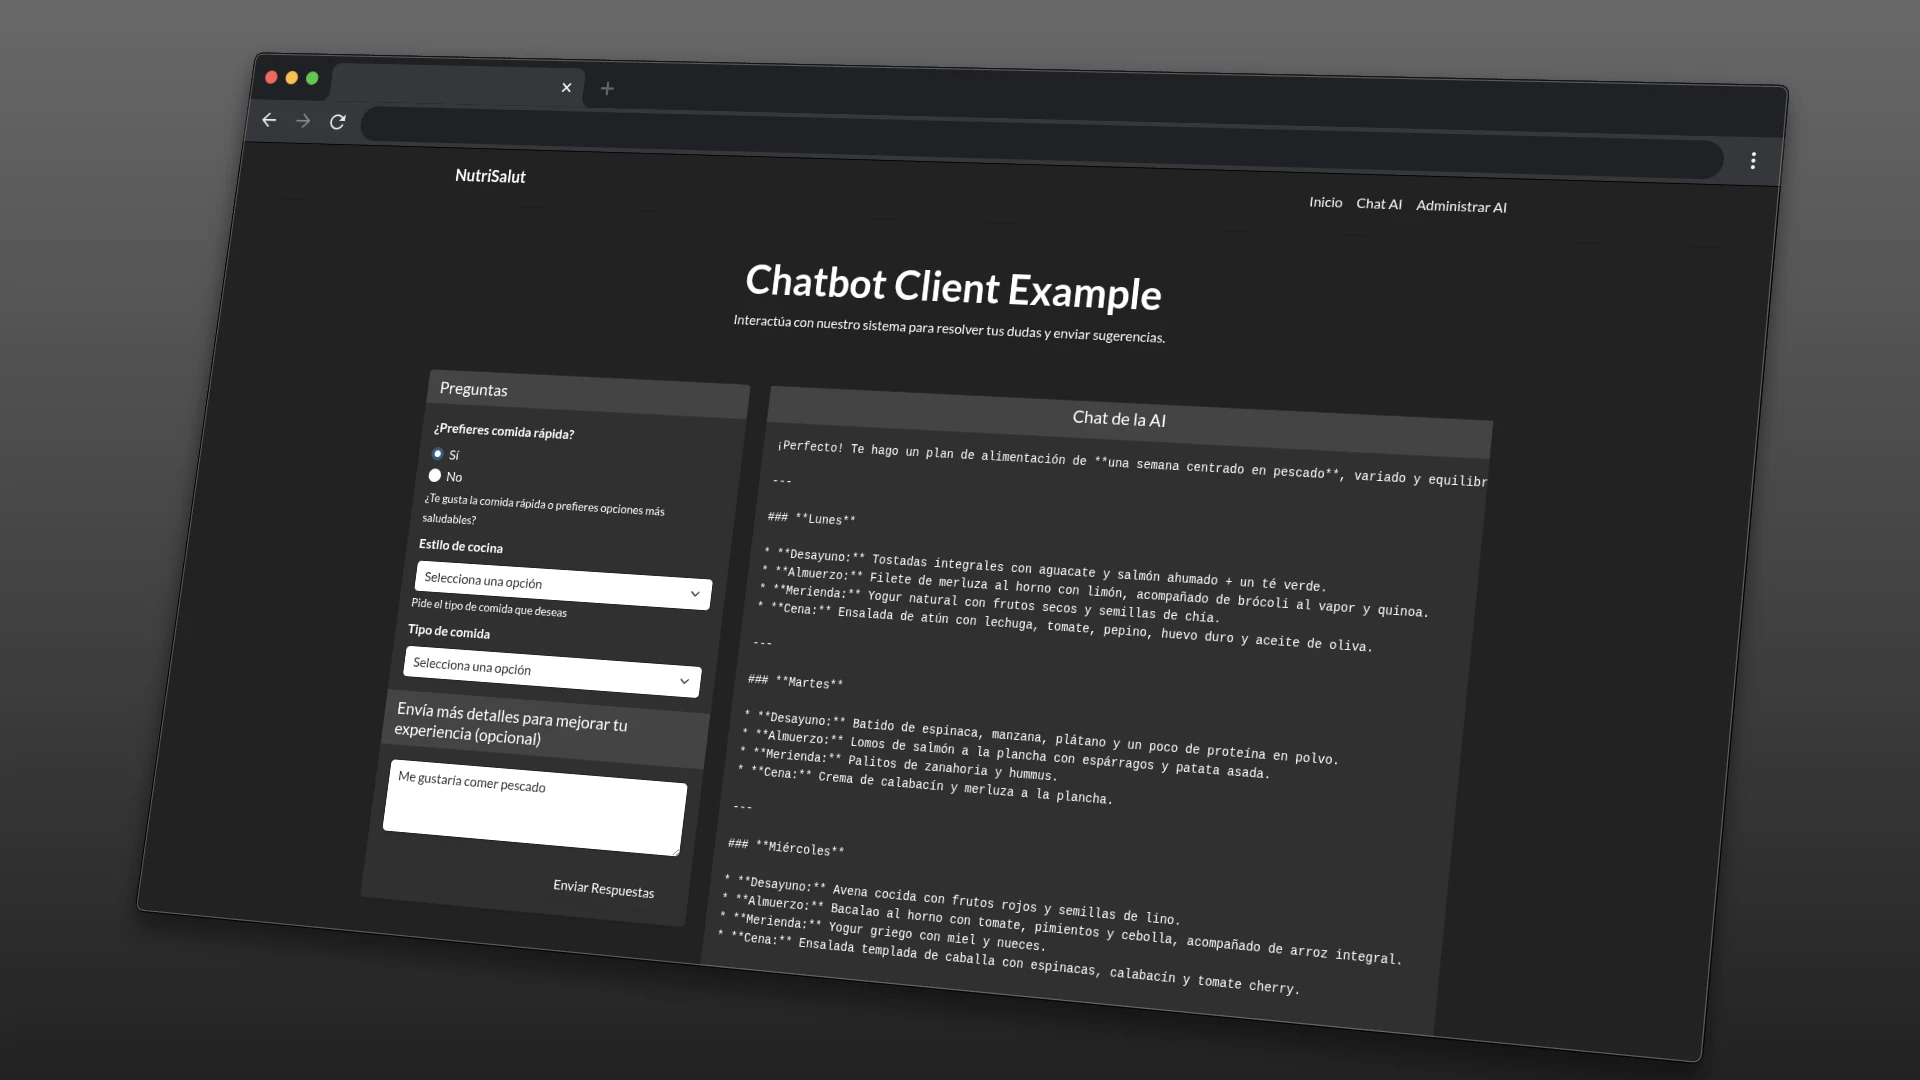 NutriSalut
Inicio Chat AI Administrar AI
Chatbot Client Example
Interactúa con nuestro sistema para resolver tus dudas y enviar sugerencias.
Preguntas
¿Prefieres comida rápida?
Sí
No
¿Te gusta la comida rápida o prefieres opciones más
saludables?
Estilo de cocina
Selecciona una opción
Pide el tipo de comida que deseas
Tipo de comida
Selecciona una opción
Envía más detalles para mejorar tu
experiencia (opcional)
Me gustaría comer pescado
Enviar Respuestas
Chat de la AI
¡Perfecto! Te hago un plan de alimentación de **una semana centrado en pescado**, variado y equilibr
---
### **Lunes**
* **Desayuno:** Tostadas integrales con aguacate y salmón ahumado + un té verde.
* **Almuerzo:** Filete de merluza al horno con limón, acompañado de brócoli al vapor y quinoa.
* **Merienda:** Yogur natural con frutos secos y semillas de chía.
* **Cena:** Ensalada de atún con lechuga, tomate, pepino, huevo duro y aceite de oliva.
---
### **Martes**
* **Desayuno:** Batido de espinaca, manzana, plátano y un poco de proteína en polvo.
* **Almuerzo:** Lomos de salmón a la plancha con espárragos y patata asada.
* **Merienda:** Palitos de zanahoria y hummus.
* **Cena:** Crema de calabacín y merluza a la plancha.
---
### **Miércoles**
* **Desayuno:** Avena cocida con frutos rojos y semillas de lino.
* **Almuerzo:** Bacalao al horno con tomate, pimientos y cebolla, acompañado de arroz integral.
* **Merienda:** Yogur griego con miel y nueces.
* **Cena:** Ensalada templada de caballa con espinacas, calabacín y tomate cherry.